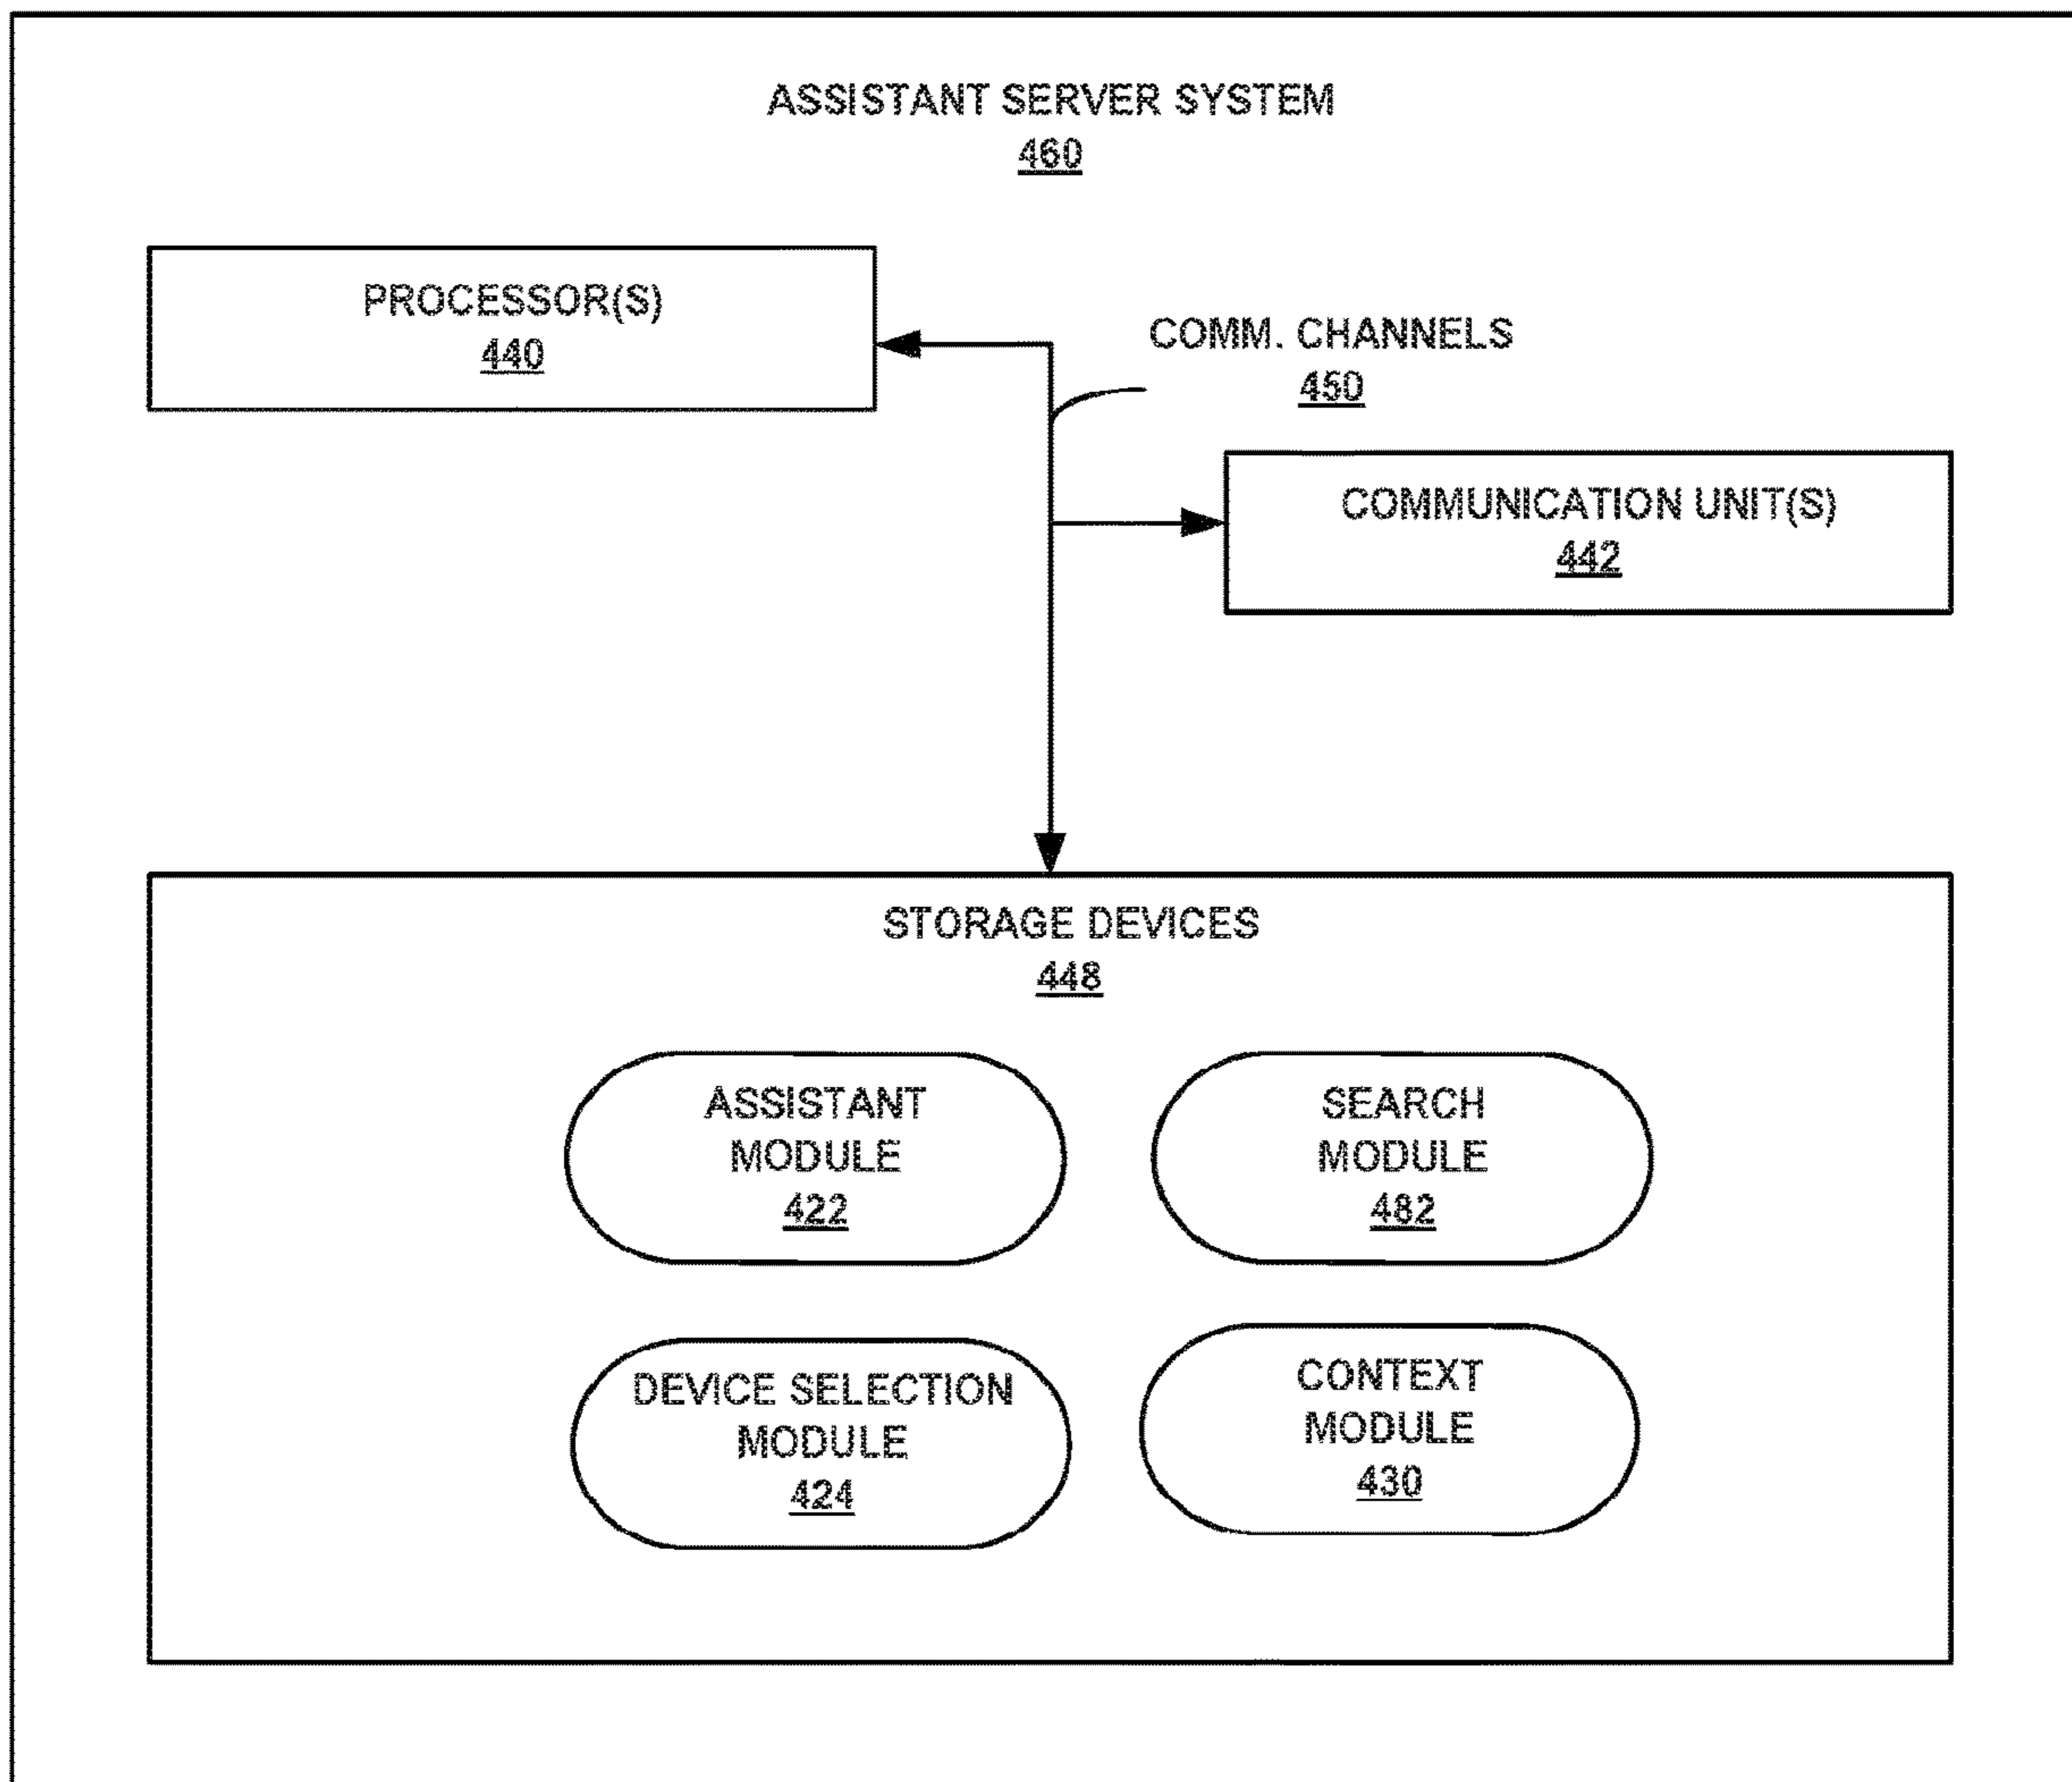 ASSISTANT SERVER SYSTEM
460
PROCESSOR(S)
440
COMM. CHANNELS
450
COMMUNICATION UNIT(S)
442
STORAGE DEVICES
448
ASSISTANT
MODULE
422
SEARCH
MODULE
482
DEVICE SELECTION
MODULE
424
CONTEXT
MODULE
430